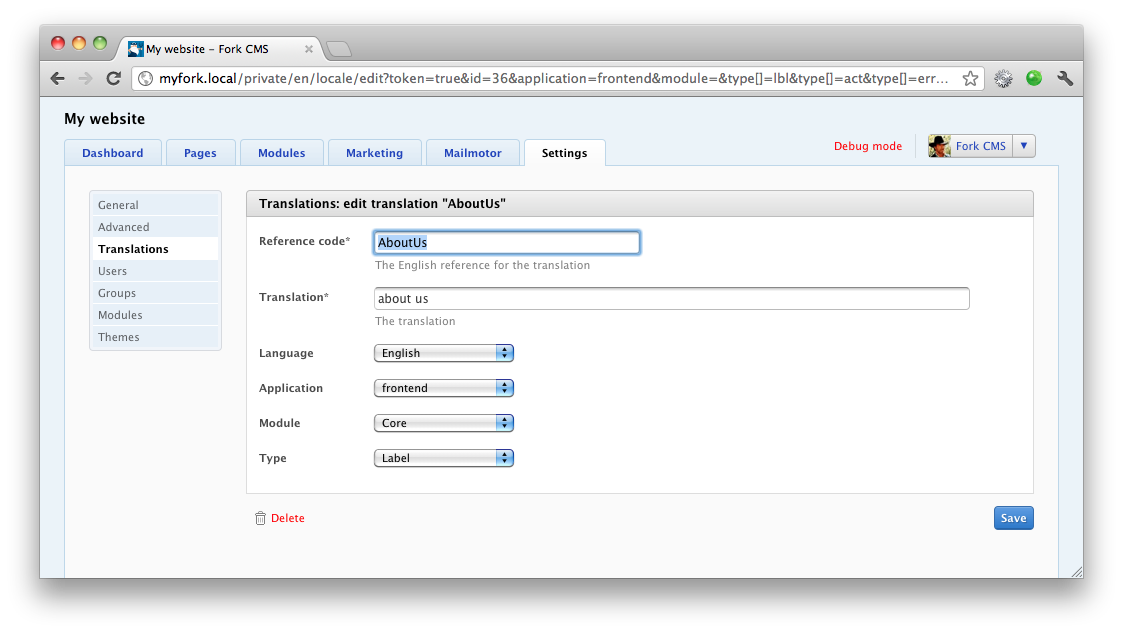 My website – Fork CMS
myfork.local/private/en/locale/edit?token=true&id=36&application=frontend&module=&type[]=lbl&type[]=act&type[]=err...
My website
Dashboard Pages Modules Marketing Mailmotor Settings
Debug mode Fork CMS
General
Advanced
Translations
Users
Groups
Modules
Themes
Translations: edit translation "AboutUs"
Reference code* AboutUs
The English reference for the translation
Translation* about us
The translation
Language English
Application frontend
Module Core
Type Label
Delete Save